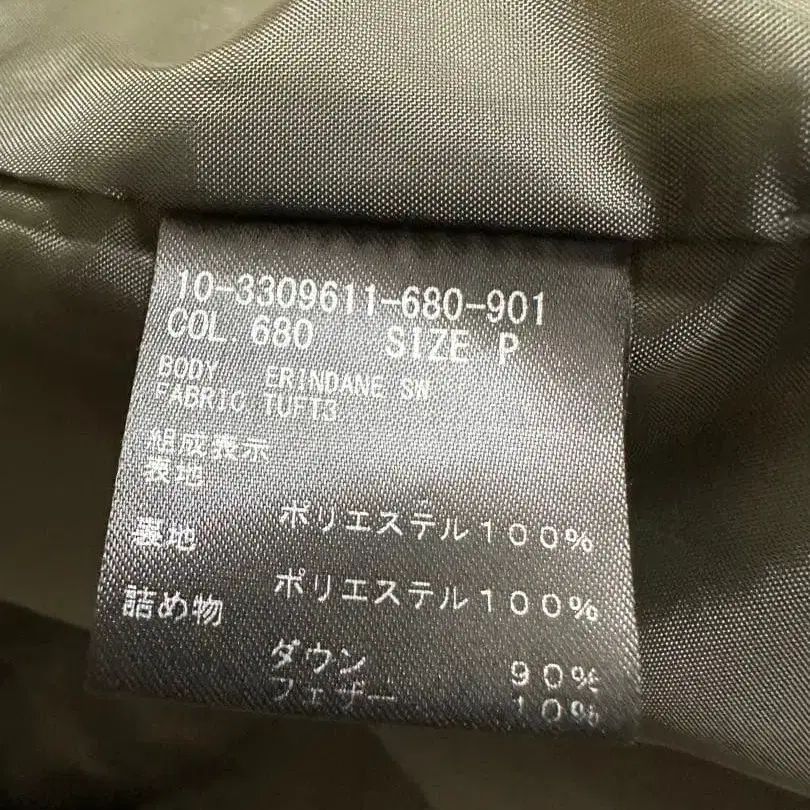 10-3309611-680-901
COL. 680 SIZE P
BODY ERINDANE SW
FABRIC TUFT3
組成表示
表地
ポリエステル100%
裏地
ポリエステル100%
詰め物
ダウン 90%
フェザー 10%